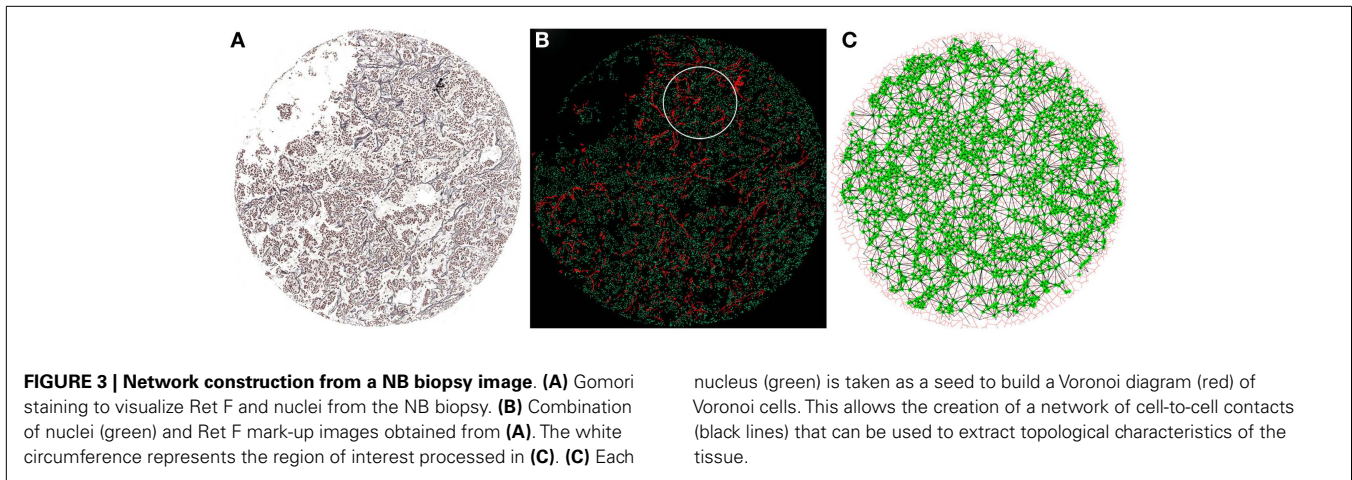 A
B
C
FIGURE 3 | Network construction from a NB biopsy image. (A) Gomori
staining to visualize Ret F and nuclei from the NB biopsy. (B) Combination
of nuclei (green) and Ret F mark-up images obtained from (A). The white
circumference represents the region of interest processed in (C). (C) Each
nucleus (green) is taken as a seed to build a Voronoi diagram (red) of
Voronoi cells. This allows the creation of a network of cell-to-cell contacts
(black lines) that can be used to extract topological characteristics of the
tissue.